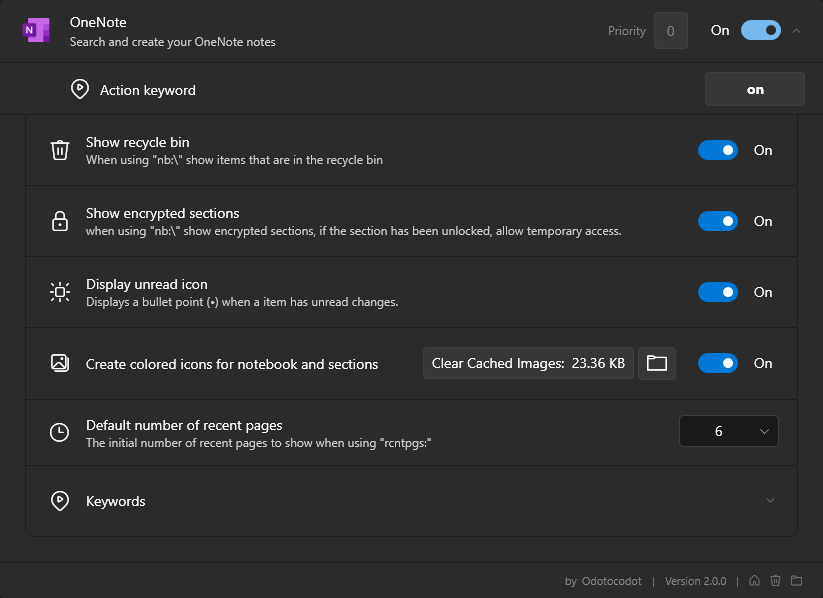 N
OneNote
Search and create your OneNote notes
Priority 0 On
Action keyword on
Show recycle bin
When using "nb:\" show items that are in the recycle bin
On
Show encrypted sections
when using "nb:\" show encrypted sections, if the section has been unlocked, allow temporary access.
On
Display unread icon
Displays a bullet point (•) when a item has unread changes.
On
Create colored icons for notebook and sections Clear Cached Images: 23.36 KB On
Default number of recent pages
The initial number of recent pages to show when using "rcntpgs:"
6
Keywords
by Odotocodot | Version 2.0.0 |